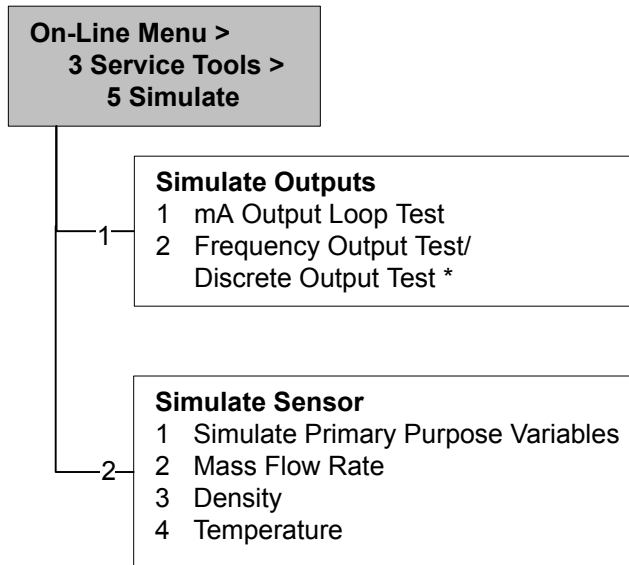 On-Line Menu >
3 Service Tools >
5 Simulate
1
Simulate Outputs
1 mA Output Loop Test
2 Frequency Output Test/
Discrete Output Test *
2
Simulate Sensor
1 Simulate Primary Purpose Variables
2 Mass Flow Rate
3 Density
4 Temperature